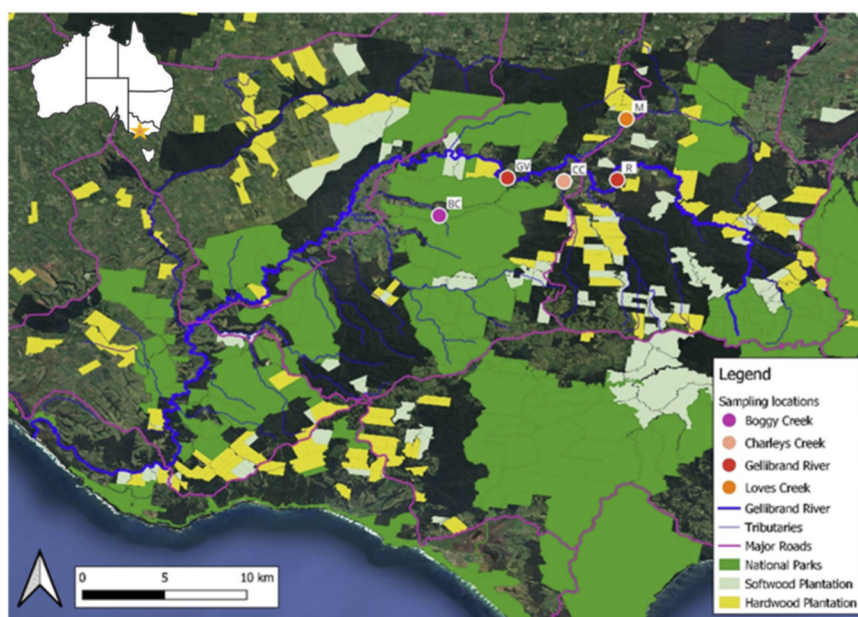 M
GV
CC
R
BC
Legend
Sampling locations
Boggy Creek
Charleys Creek
Gellibrand River
Loves Creek
Gellibrand River
Tributaries
Major Roads
National Parks
Softwood Plantation
Hardwood Plantation
0 5 10 km